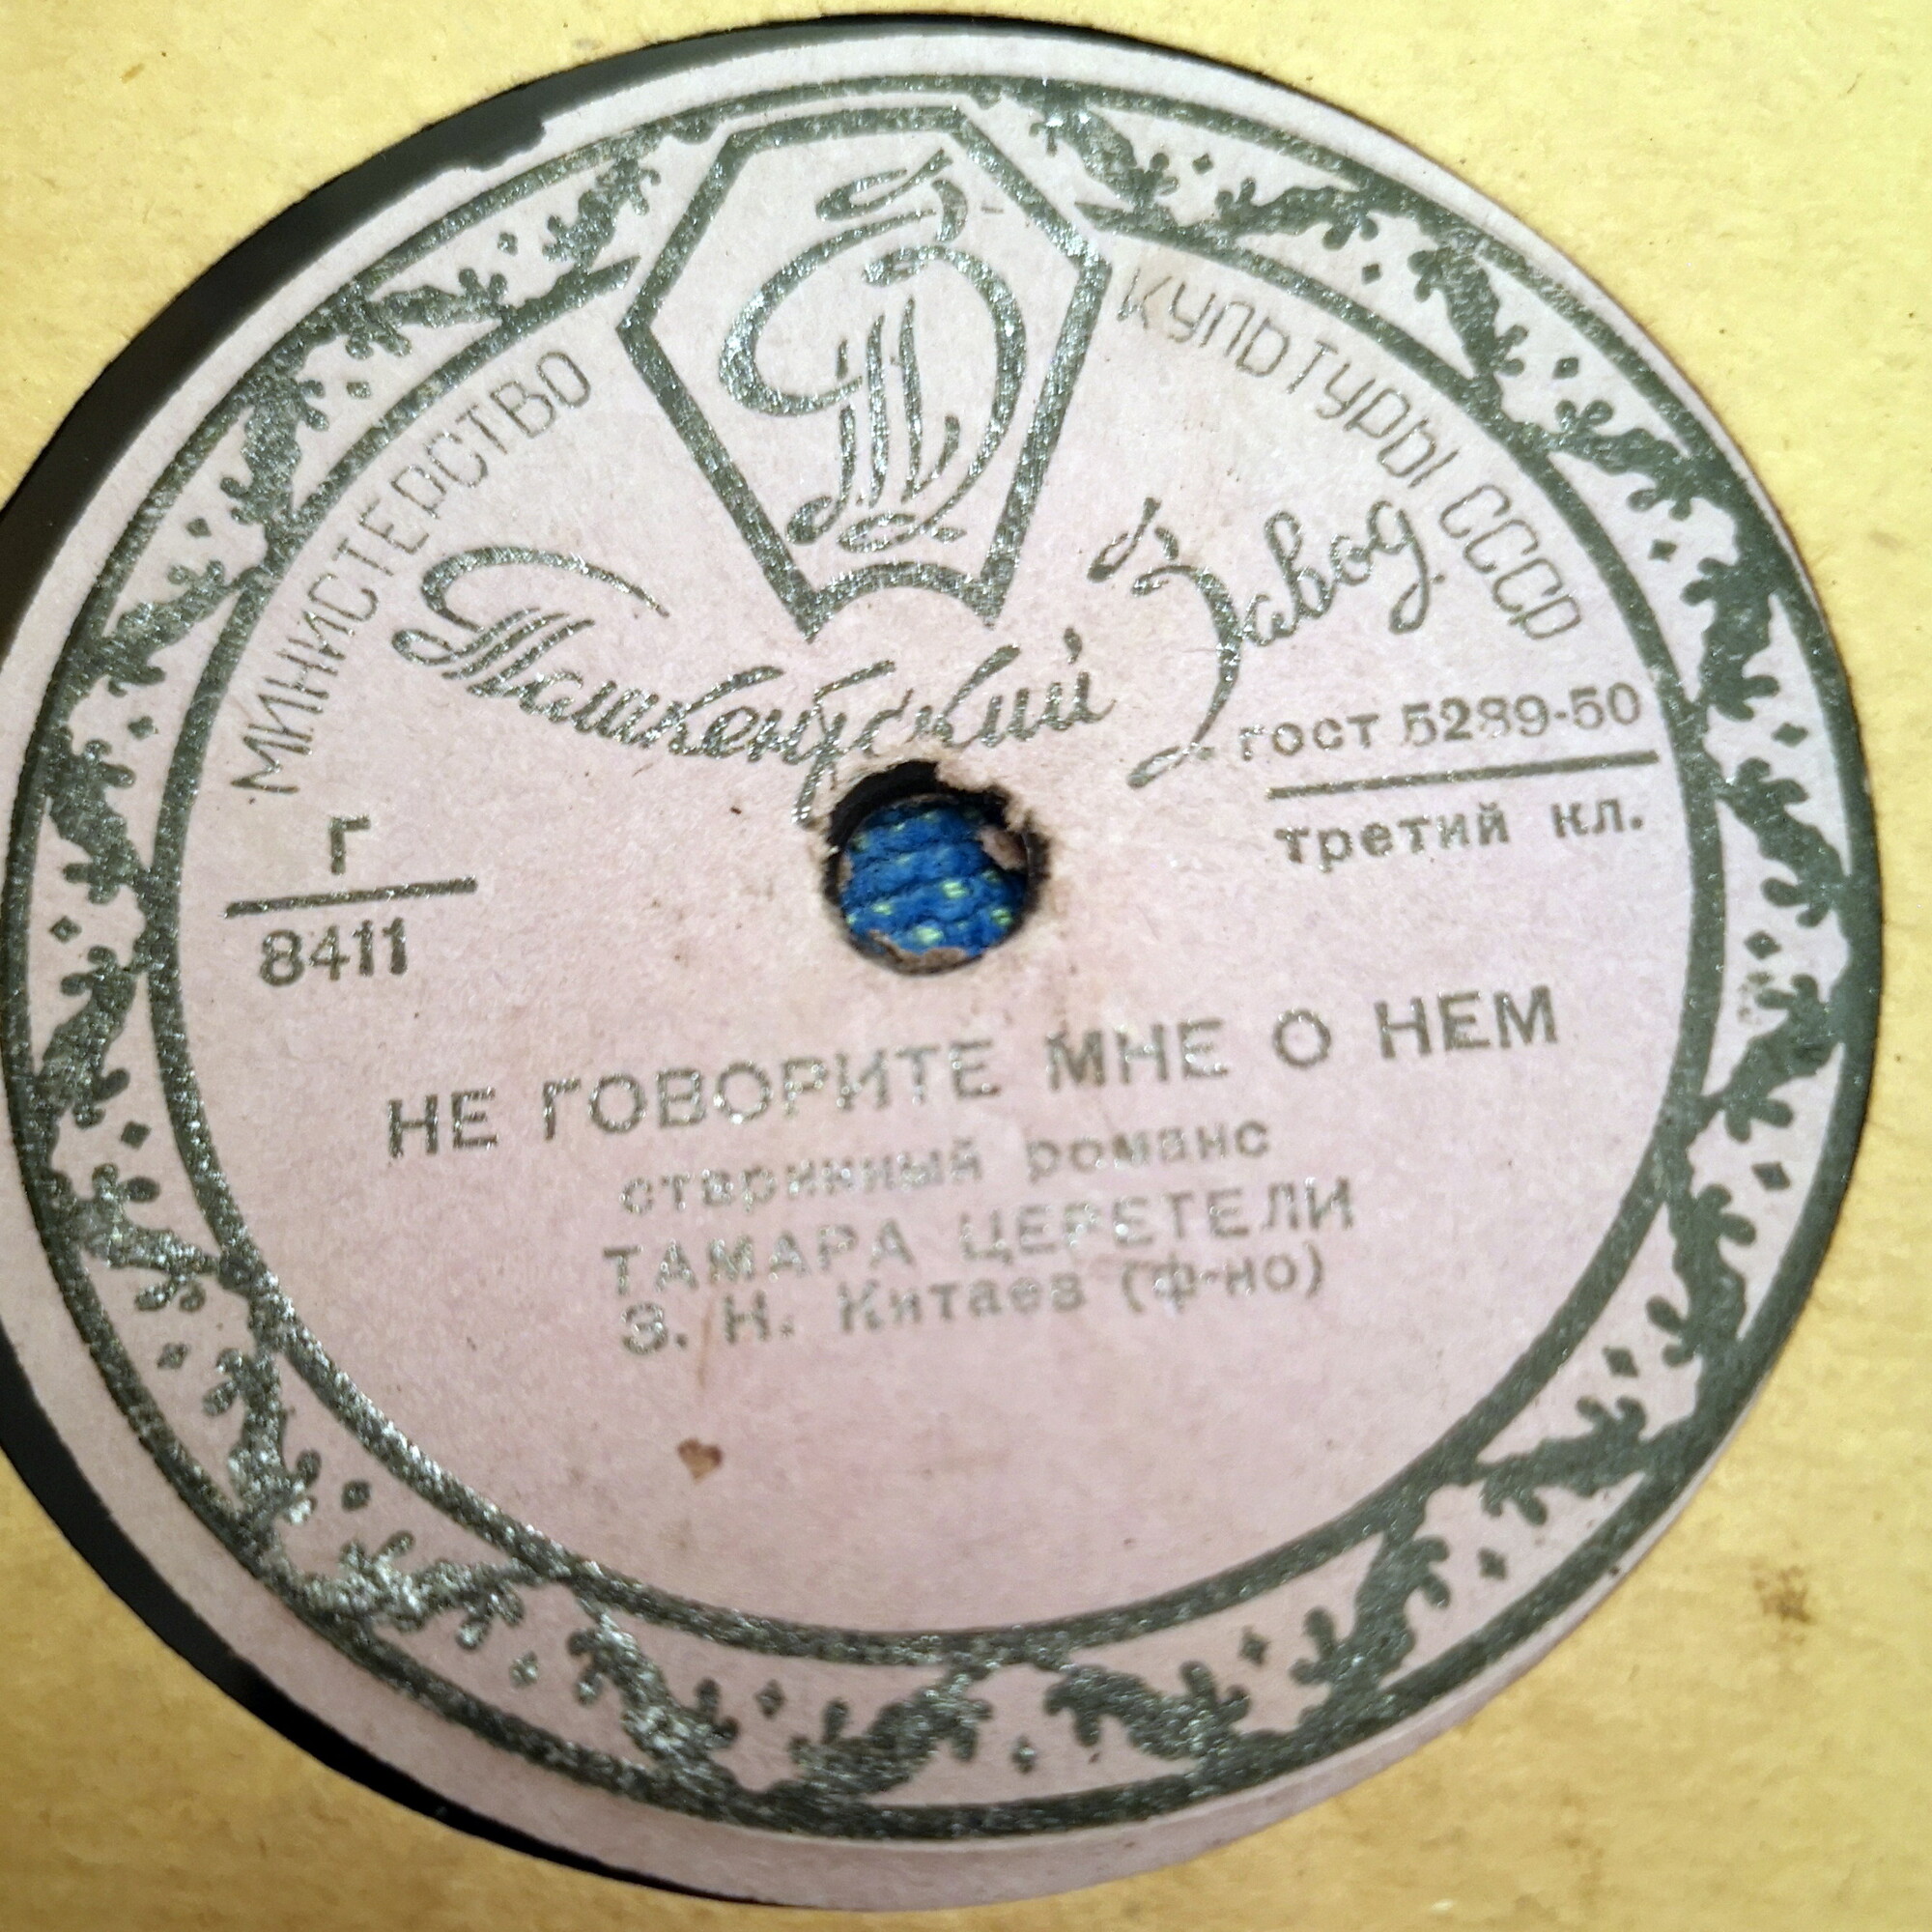 МИНИСТЕРСТВО КУЛЬТУРЫ СССР
Ташкентский Завод
ГОСТ 5289-50
третий кл.
Г
8411
НЕ ГОВОРИТЕ МНЕ О НЕМ
старинный романс
ТАМАРА ЦЕРЕТЕЛИ
З. Н. Китаев (ф-но)